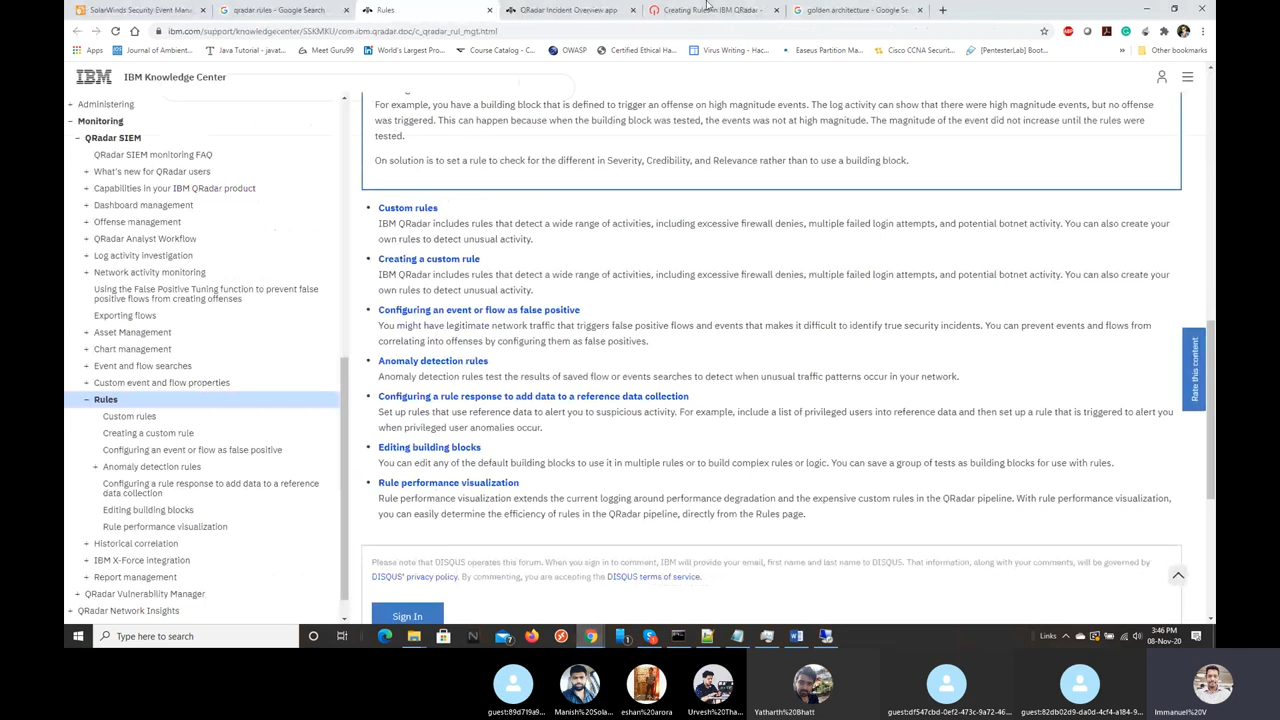 SolarWinds Security Event Mana
qradar rules - Google Search
Rules
QRadar Incident Overview app
Creating Rules in IBM QRadar -
golden architecture - Google Se
ibm.com/support/knowledgecenter/SSKMKU/com.ibm.qradar.doc/c_qradar_rul_mgt.html
Apps
Journal of Ambient...
Java Tutorial - javat...
Meet Guru99
World's Largest Pro...
Course Catalog - C...
OWASP
Certified Ethical Ha...
Virus Writing - Hac...
Easeus Partition Ma...
Cisco CCNA Securit...
[PentesterLab] Boot...
Other bookmarks
IBM Knowledge Center
Administering
Monitoring
QRadar SIEM
QRadar SIEM monitoring FAQ
What's new for QRadar users
Capabilities in your IBM QRadar product
Dashboard management
Offense management
QRadar Analyst Workflow
Log activity investigation
Network activity monitoring
Using the False Positive Tuning function to prevent false
positive flows from creating offenses
Exporting flows
Asset Management
Chart management
Event and flow searches
Custom event and flow properties
Rules
Custom rules
Creating a custom rule
Configuring an event or flow as false positive
Anomaly detection rules
Configuring a rule response to add data to a reference
data collection
Editing building blocks
Rule performance visualization
Historical correlation
IBM X-Force integration
Report management
QRadar Vulnerability Manager
QRadar Network Insights
For example, you have a building block that is defined to trigger an offense on high magnitude events. The log activity can show that there were high magnitude events, but no offense
was triggered. This can happen because when the building block was tested, the events was not at high magnitude. The magnitude of the event did not increase until the rules were
tested.
On solution is to set a rule to check for the different in Severity, Credibility, and Relevance rather than to use a building block.
Custom rules
IBM QRadar includes rules that detect a wide range of activities, including excessive firewall denies, multiple failed login attempts, and potential botnet activity. You can also create your
own rules to detect unusual activity.
Creating a custom rule
IBM QRadar includes rules that detect a wide range of activities, including excessive firewall denies, multiple failed login attempts, and potential botnet activity. You can also create your
own rules to detect unusual activity.
Configuring an event or flow as false positive
You might have legitimate network traffic that triggers false positive flows and events that makes it difficult to identify true security incidents. You can prevent events and flows from
correlating into offenses by configuring them as false positives.
Anomaly detection rules
Anomaly detection rules test the results of saved flow or events searches to detect when unusual traffic patterns occur in your network.
Configuring a rule response to add data to a reference data collection
Set up rules that use reference data to alert you to suspicious activity. For example, include a list of privileged users into reference data and then set up a rule that is triggered to alert you
when privileged user anomalies occur.
Editing building blocks
You can edit any of the default building blocks to use it in multiple rules or to build complex rules or logic. You can save a group of tests as building blocks for use with rules.
Rule performance visualization
Rule performance visualization extends the current logging around performance degradation and the expensive custom rules in the QRadar pipeline. With rule performance visualization,
you can easily determine the efficiency of rules in the QRadar pipeline, directly from the Rules page.
Rate this content
Please note that DISQUS operates this forum. When you sign in to comment, IBM will provide your email, first name and last name to DISQUS. That information, along with your comments, will be governed by
DISQUS' privacy policy. By commenting, you are accepting the DISQUS terms of service.
Sign In
Type here to search
Links
3:46 PM
08-Nov-20
guest:89d719a9...
Manish%20Sola...
eshan%20arora
Urvesh%20Tha...
Yatharth%20Bhatt
guest:df547cbd-0ef2-473c-9a72-46...
guest:82db02d9-da0d-4cf4-a184-9...
Immanuel%20V